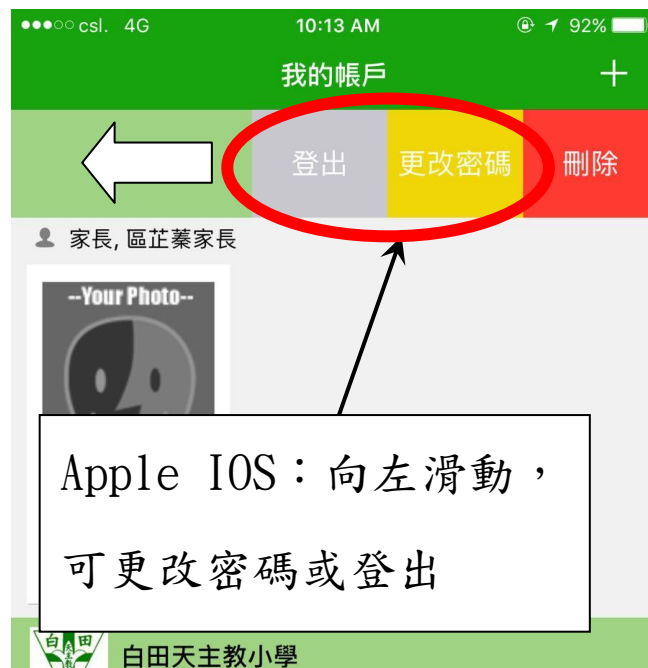 ●●●○○ csl. 4G 10:13 AM 92%
我的帳戶 +
登出 更改密碼 刪除
家長, 區芷蓁家長
--Your Photo--
Apple IOS：向左滑動，
可更改密碼或登出
白田
白田天主教小學